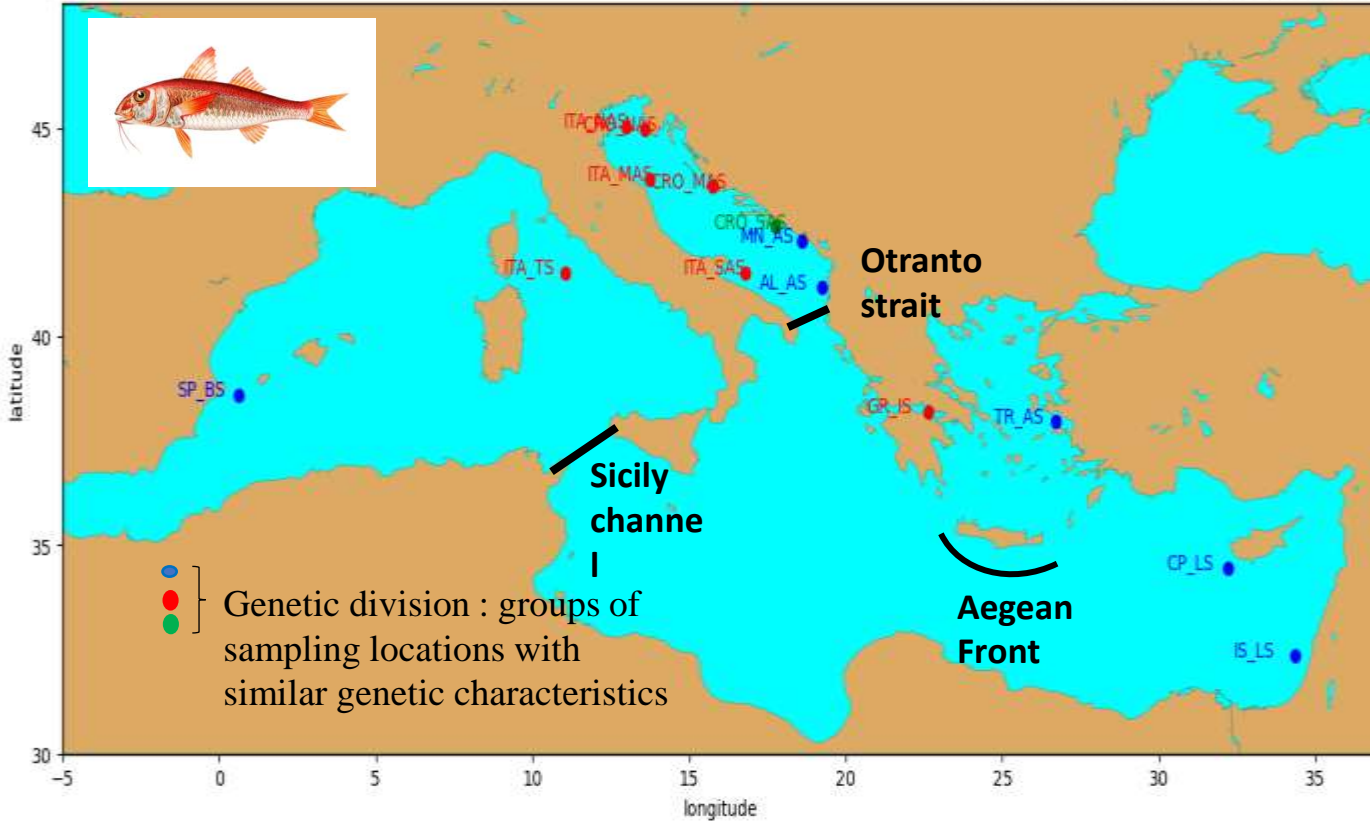 45
40
35
30
latitude
-5
0
5
10
15
20
25
30
35
longitude
ITA_NAS
CRO_NAS
ITA_MAS
CRO_MAS
CRO_SAS
MN_AS
ITA_TS
ITA_SAS
AL_AS
Otranto
strait
SP_BS
GR_IS
TR_AS
Sicily
channe
l
CP_LS
Aegean
Front
IS_LS
Genetic division : groups of
sampling locations with
similar genetic characteristics